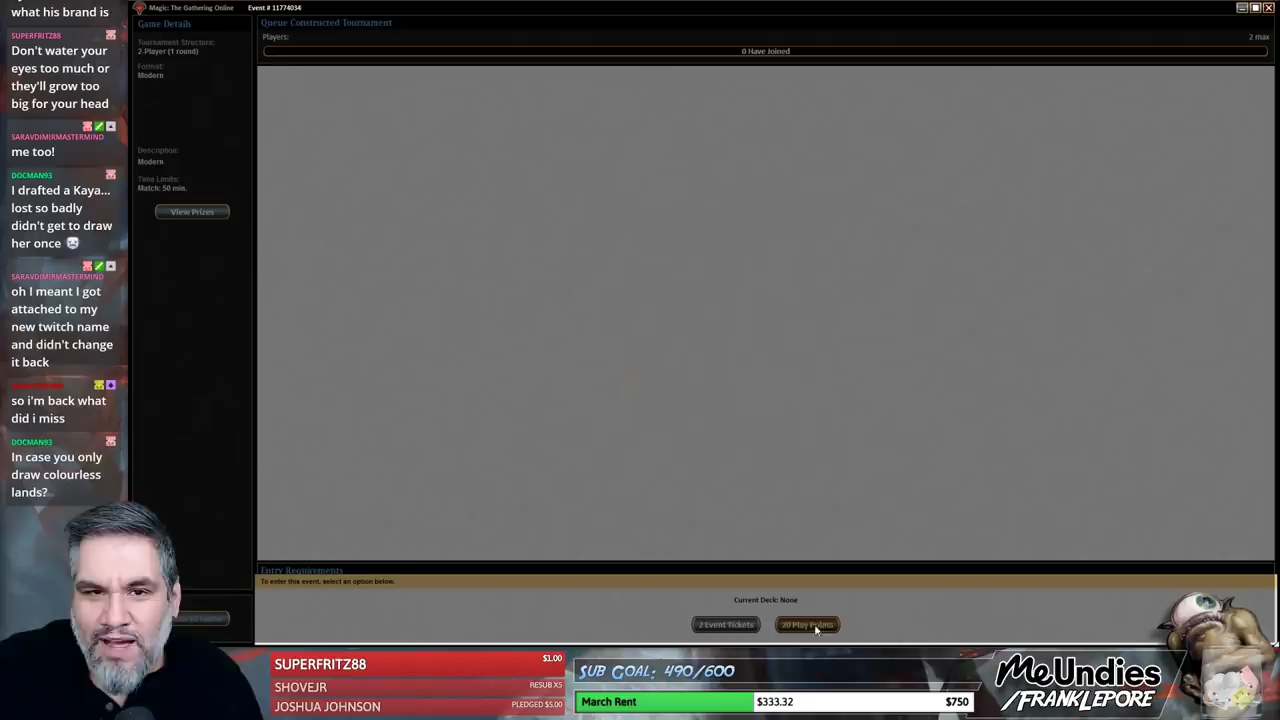 what his brand is
SUPERFRITZ88
Don't water your
eyes too much or
they'll grow too
big for your head
SARAVDIMIRMASTERMIND
me too!
DOCMAN93
I drafted a Kaya...
lost so badly
didn't get to draw
her once
SARAVDIMIRMASTERMIND
oh I meant I got
attached to my
new twitch name
and didn't change
it back
so i'm back what
did i miss
DOCMAN93
In case you only
draw colourless
lands?
Magic: The Gathering Online Event # 11774034
Game Details
Tournament Structure:
2-Player (1 round)
Format:
Modern
Description:
Modern
Time Limits:
Match: 50 min.
View Prizes
Queue Constructed Tournament
Players:
2 max
0 Have Joined
Entry Requirements
To enter this event, select an option below.
Current Deck: None
2 Event Tickets
20 Play Points
SUPERFRITZ88 $1.00
SHOVEJR RESUB X5
JOSHUA JOHNSON PLEDGED $5.00
SUB GOAL: 490/600
March Rent $333.32 $750
MeUndies
/FRANKLEPORE